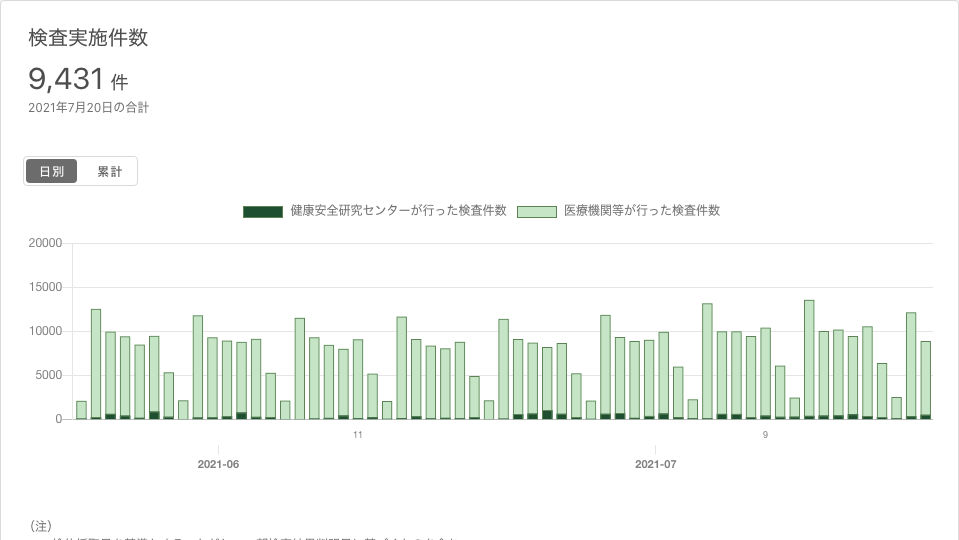 検査実施件数
9,431 件
2021年7月20日の合計
日別 累計
健康安全研究センターが行った検査件数 医療機関等が行った検査件数
20000
15000
10000
5000
0
11 9
2021-06 2021-07
（注）